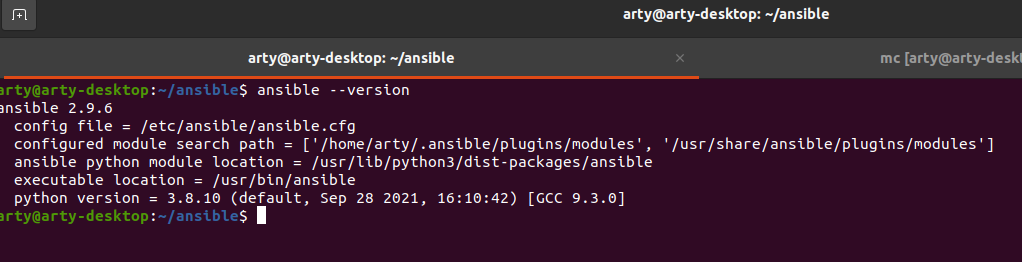 arty@arty-desktop: ~/ansible
arty@arty-desktop: ~/ansible × mc [arty@arty-deskt
arty@arty-desktop:~/ansible$ ansible --version
ansible 2.9.6
config file = /etc/ansible/ansible.cfg
configured module search path = ['/home/arty/.ansible/plugins/modules', '/usr/share/ansible/plugins/modules']
ansible python module location = /usr/lib/python3/dist-packages/ansible
executable location = /usr/bin/ansible
python version = 3.8.10 (default, Sep 28 2021, 16:10:42) [GCC 9.3.0]
arty@arty-desktop:~/ansible$